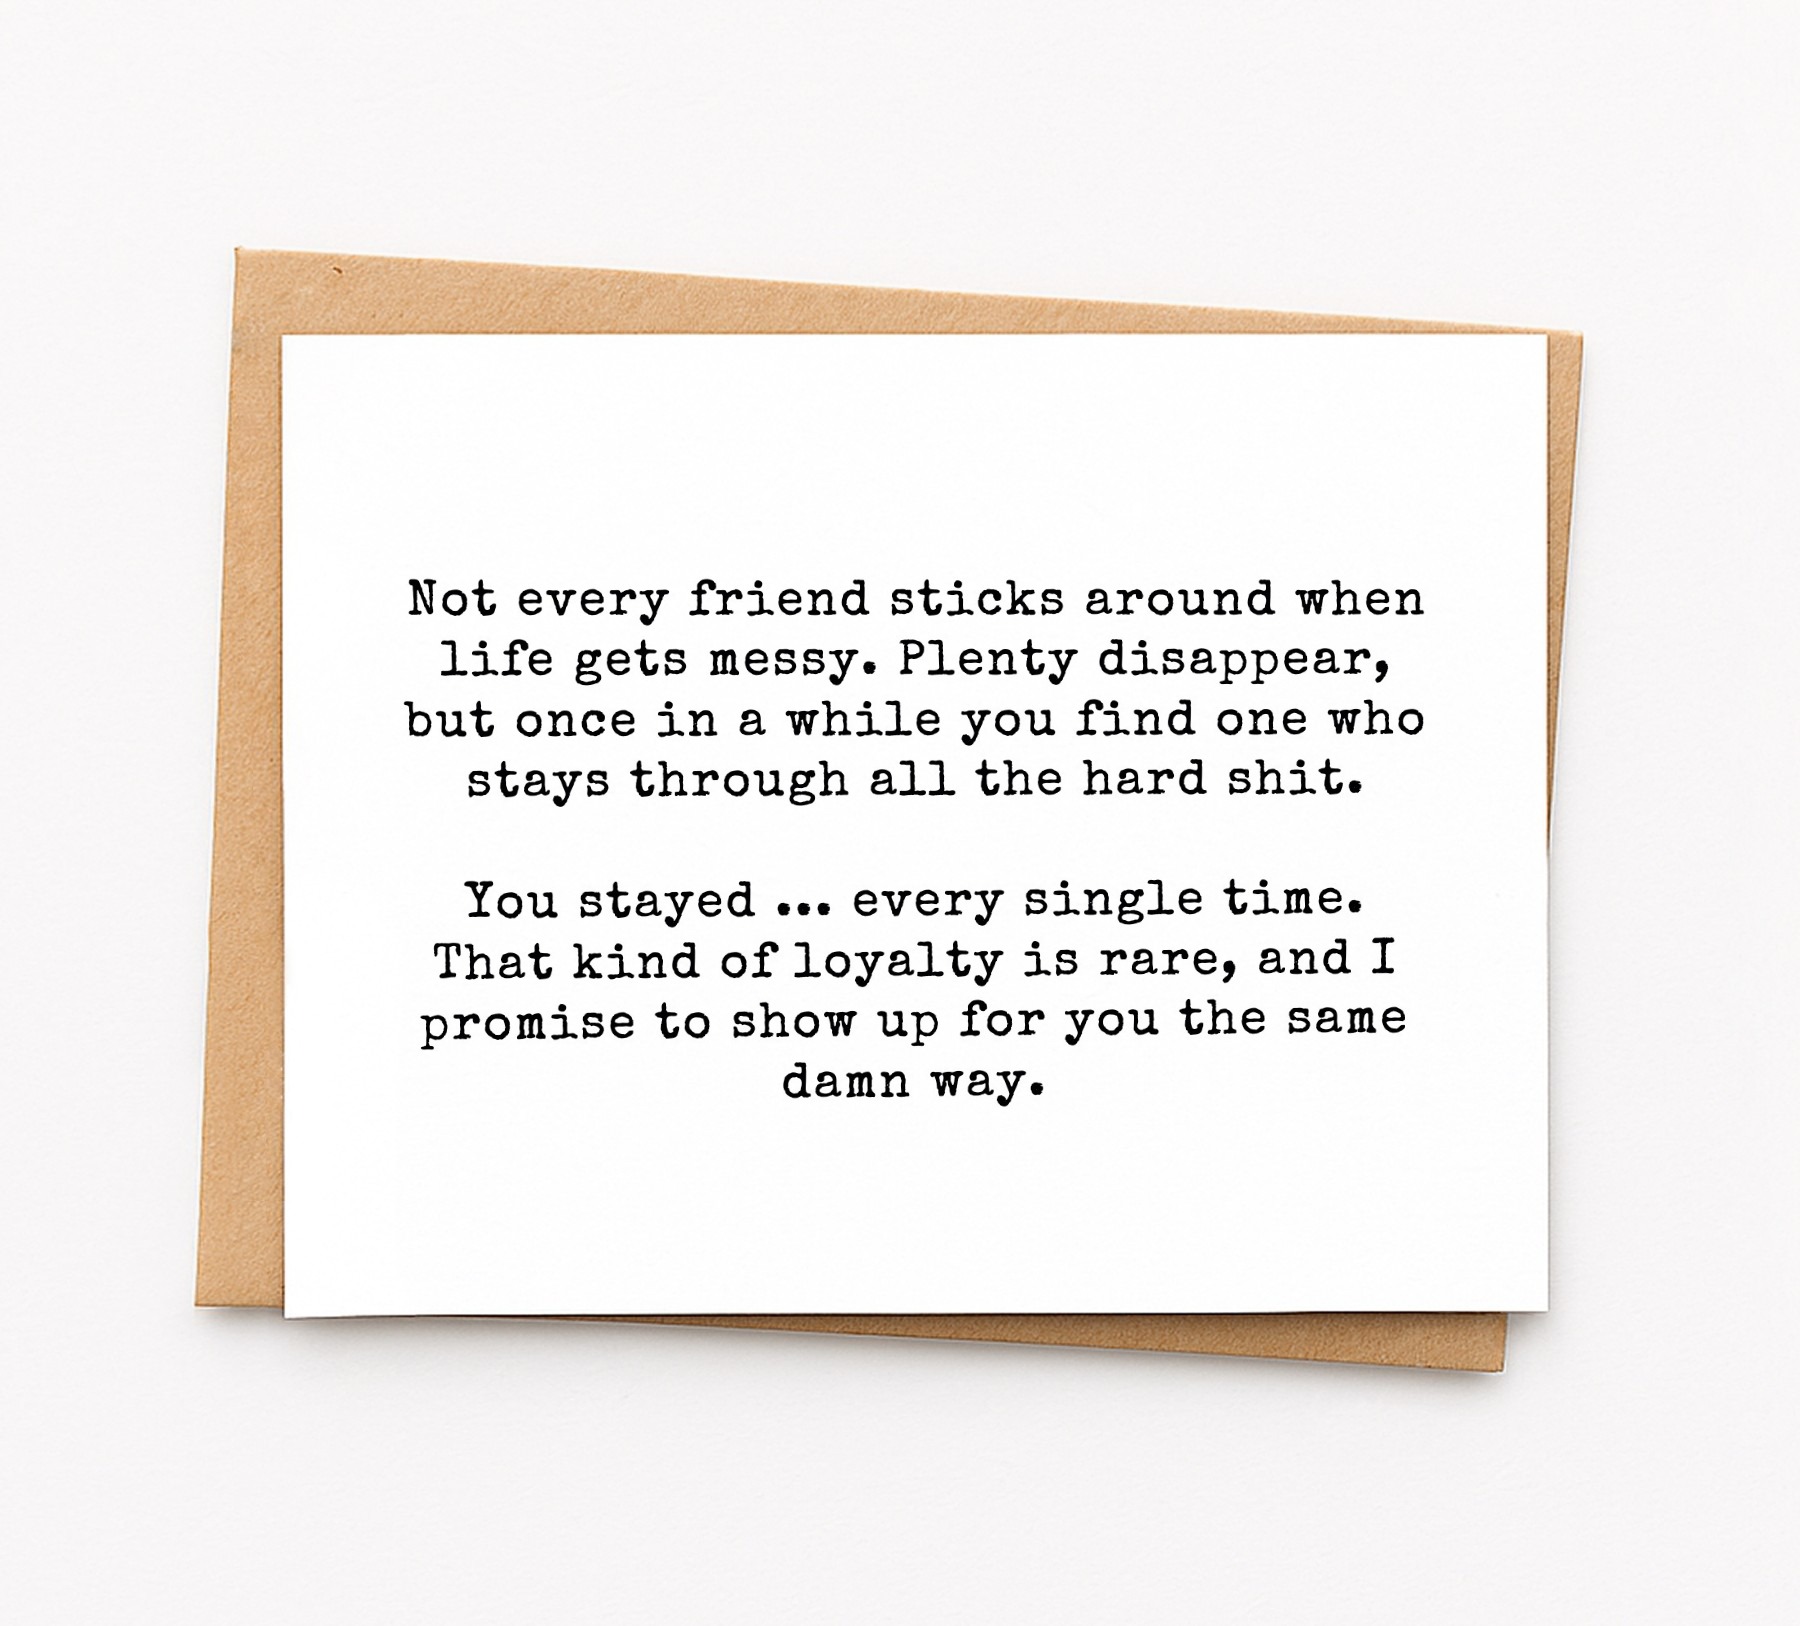 Not every friend sticks around when
life gets messy. Plenty disappear,
but once in a while you find one who
stays through all the hard shit.
You stayed ... every single time.
That kind of loyalty is rare, and I
promise to show up for you the same
damn way.